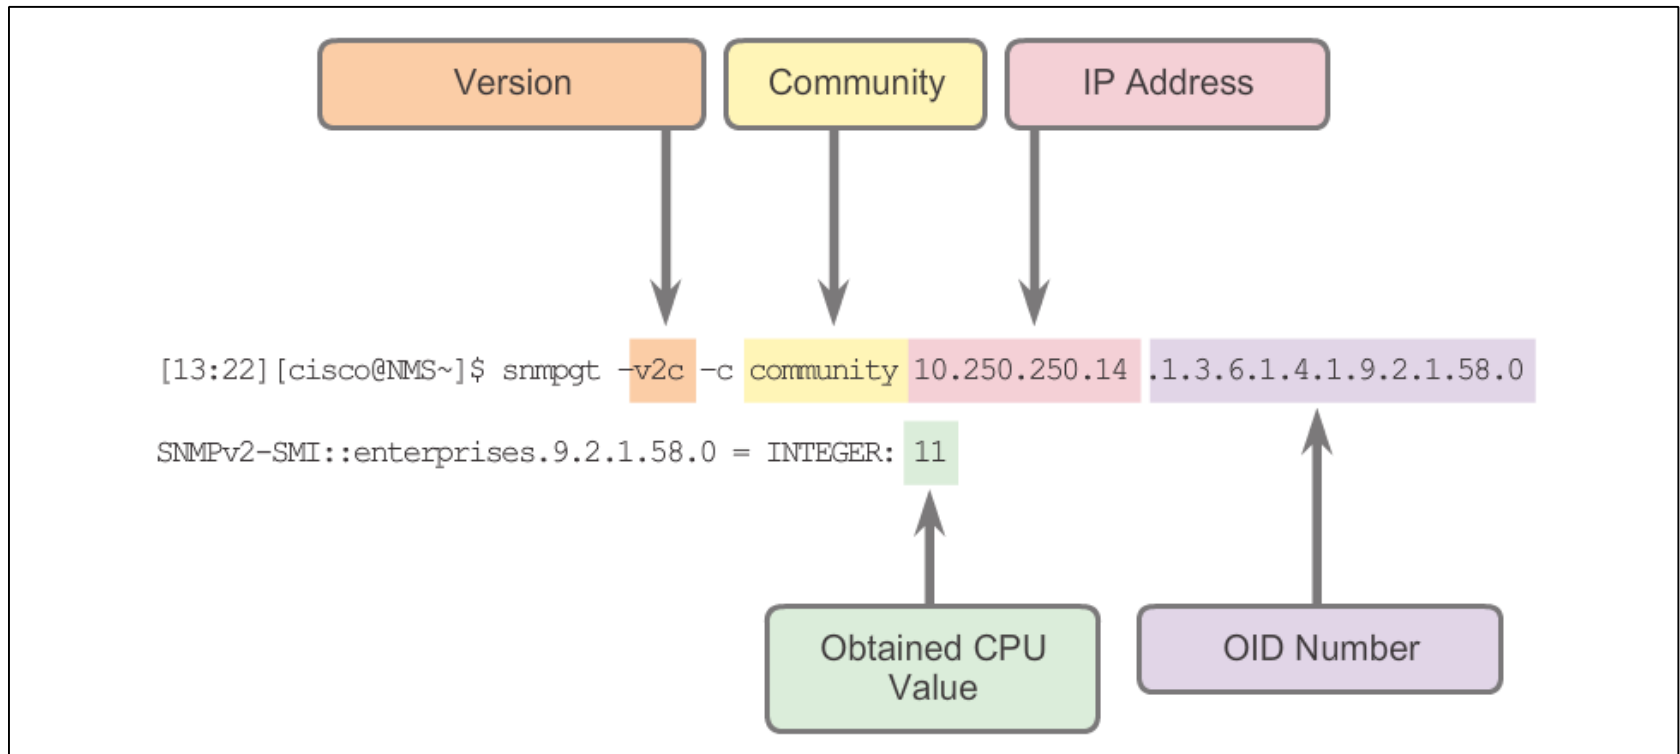 Version
Community
IP Address
[13:22][cisco@NMS~]$ snmpgt -v2c -c community 10.250.250.14 .1.3.6.1.4.1.9.2.1.58.0
SNMPv2-SMI::enterprises.9.2.1.58.0 = INTEGER: 11
Obtained CPU
Value
OID Number